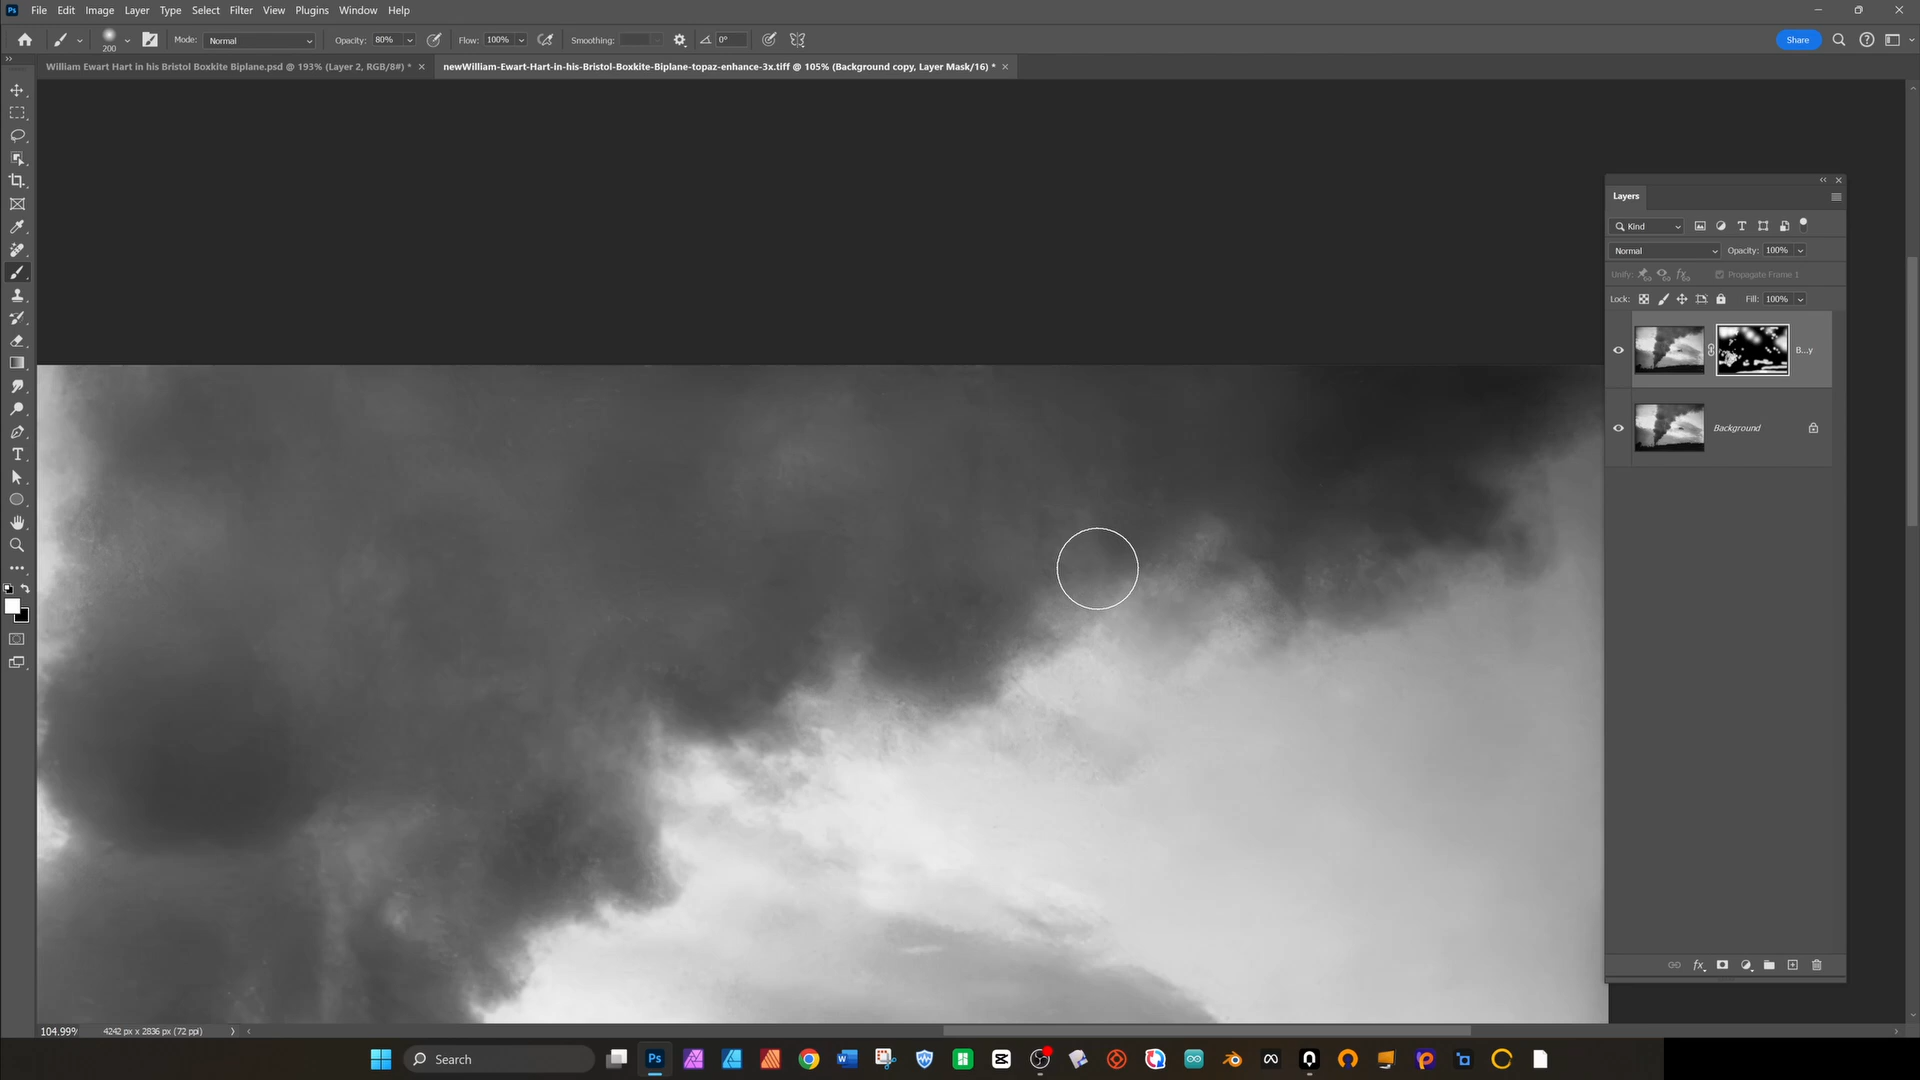 File Edit Image Layer Type Select Filter View Plugins Window Help
200 Mode: Normal Opacity: 80% Flow: 100% Smoothing: 0° Share
William Ewart Hart in his Bristol Boxkite Biplane.psd @ 193% (Layer 2, RGB/8#) *
newWilliam-Ewart-Hart-in-his-Bristol-Boxkite-Biplane-topaz-enhance-3x.tiff @ 105% (Background copy, Layer Mask/16) *
Layers
Kind
Normal Opacity: 100%
Unify: Propagate Frame 1
Lock: Fill: 100%
B...y
Background
104.99% 4242 px x 2836 px (72 ppi)
Search